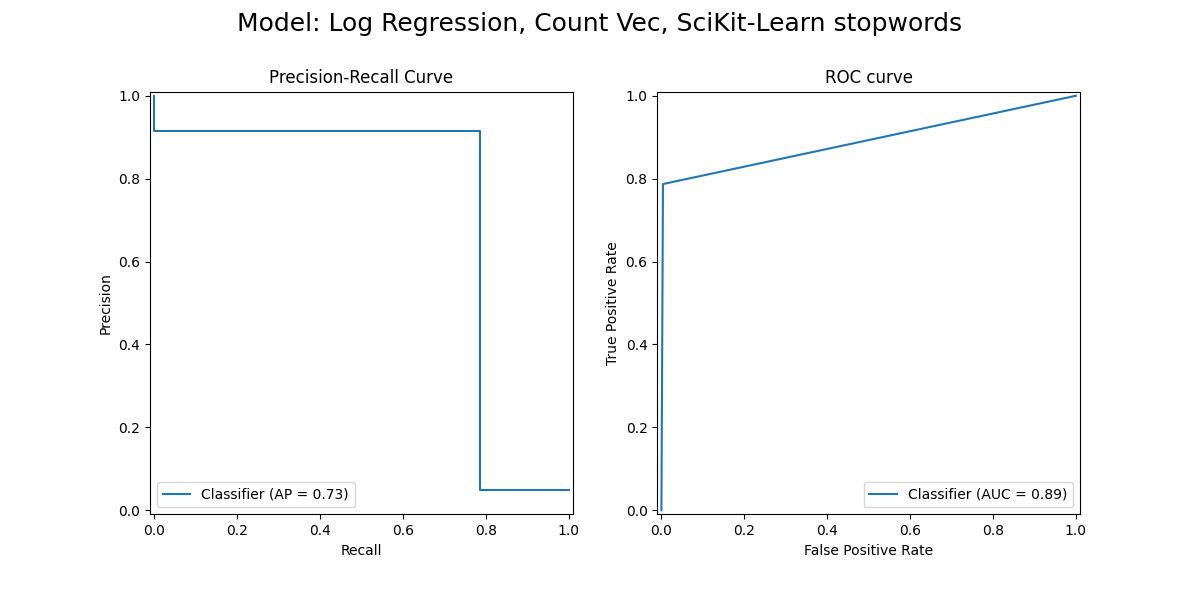 Model: Log Regression, Count Vec, SciKit-Learn stopwords
Precision-Recall Curve
1.0
0.8
0.6
0.4
0.2
0.0
Precision
0.0 0.2 0.4 0.6 0.8 1.0
Recall
Classifier (AP = 0.73)
ROC curve
1.0
0.8
0.6
0.4
0.2
0.0
True Positive Rate
0.0 0.2 0.4 0.6 0.8 1.0
False Positive Rate
Classifier (AUC = 0.89)